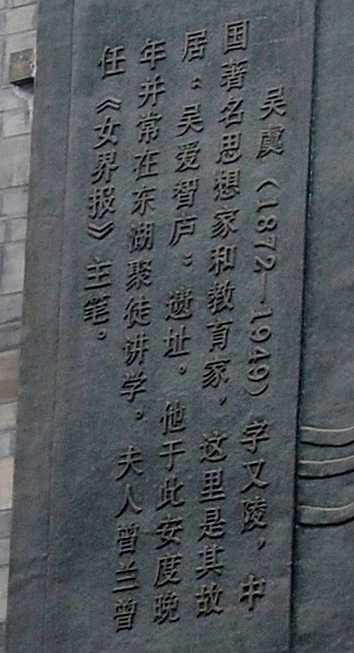 吴虞（1872—1949）字又陵，中
国著名思想家和教育家，这里是其故
居“吴爱智庐”遗址。他于此安度晚
年并常在东湖聚徒讲学。夫人曾兰曾
任《女界报》主笔。